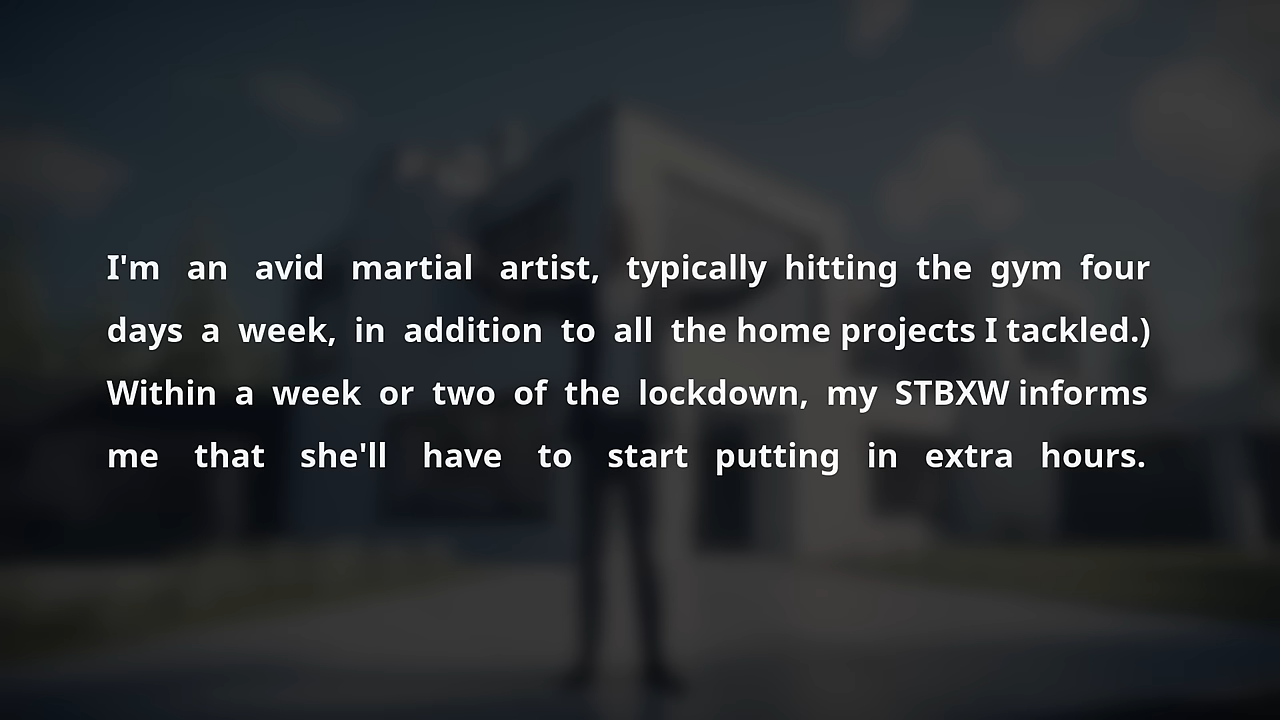 I'm an avid martial artist, typically hitting the gym four
days a week, in addition to all the home projects I tackled.)
Within a week or two of the lockdown, my STBXW informs
me that she'll have to start putting in extra hours.